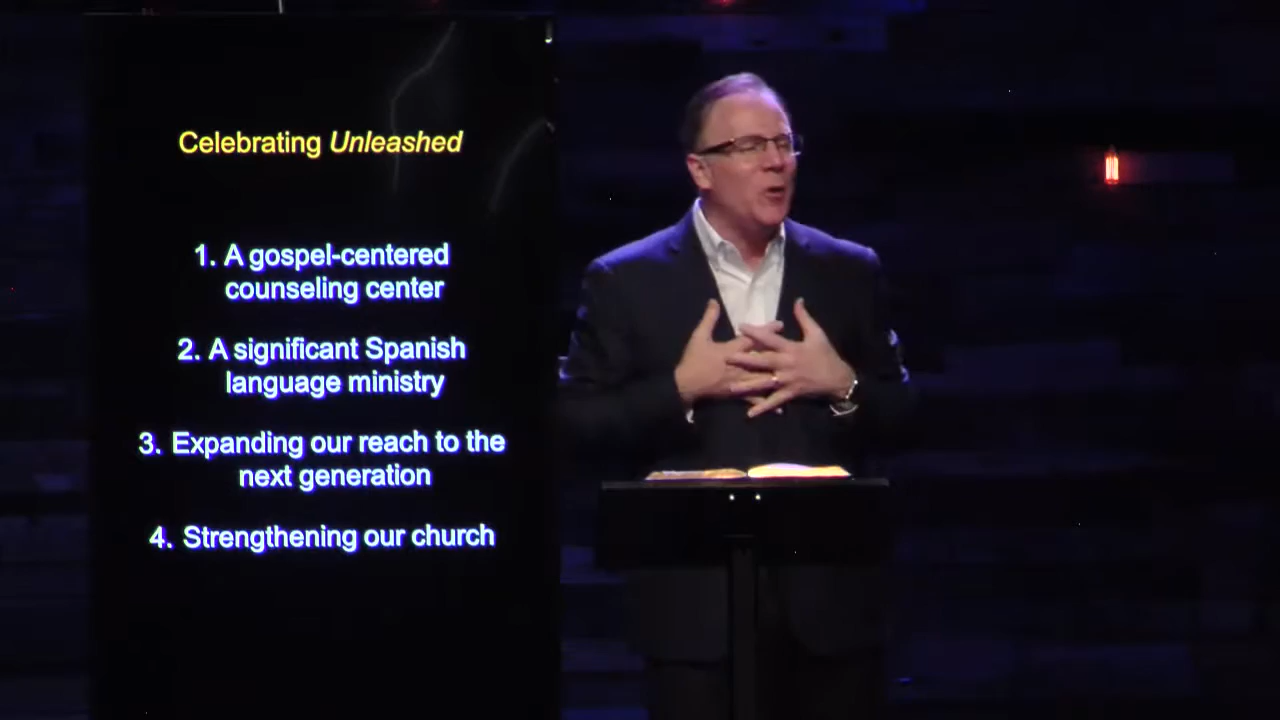 Celebrating Unleashed
1. A gospel-centered
counseling center
2. A significant Spanish
language ministry
3. Expanding our reach to the
next generation
4. Strengthening our church